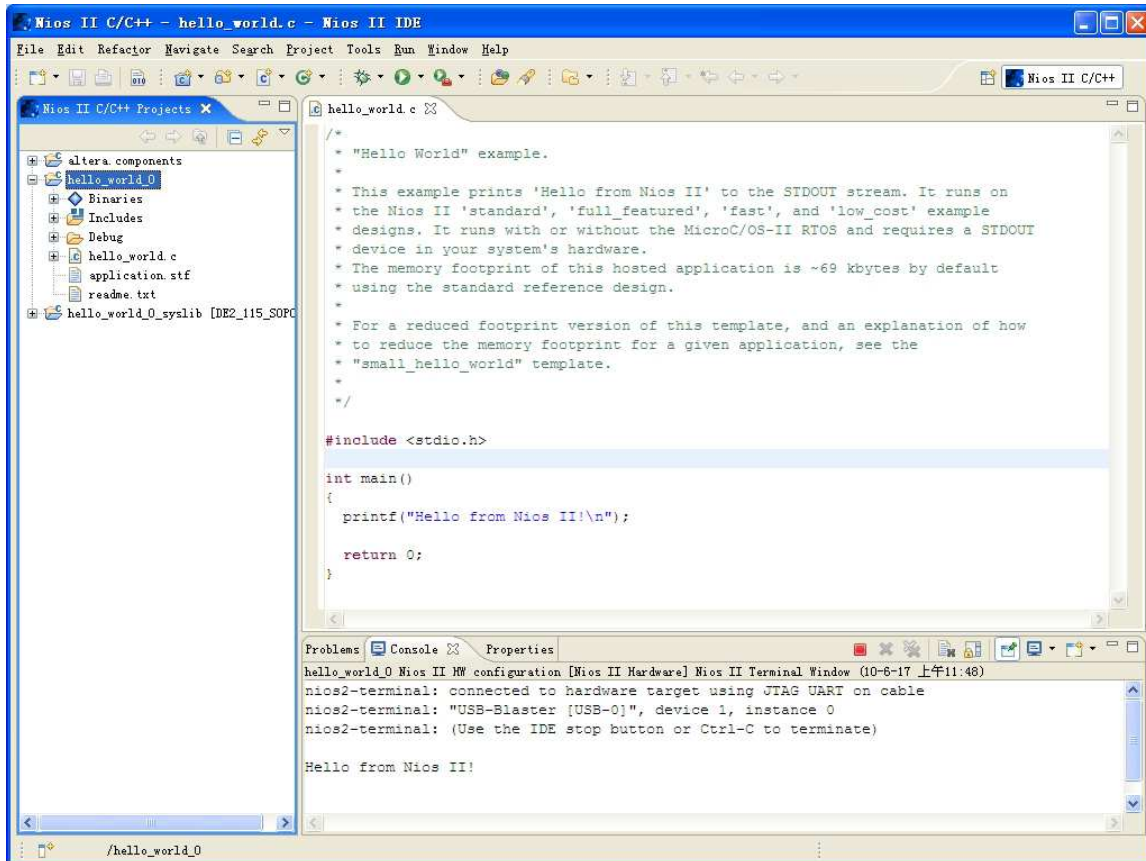 Nios II C/C++ - hello_world.c - Nios II IDE
File Edit Refactor Navigate Search Project Tools Run Window Help
Nios II C/C++
Nios II C/C++ Projects
altera.components
hello_world_0
Binaries
Includes
Debug
hello_world.c
application.stf
readme.txt
hello_world_0_syslib [DE2_115_SOPC
hello_world.c
/*
* "Hello World" example.
*
* This example prints 'Hello from Nios II' to the STDOUT stream. It runs on
* the Nios II 'standard', 'full_featured', 'fast', and 'low_cost' example
* designs. It runs with or without the MicroC/OS-II RTOS and requires a STDOUT
* device in your system's hardware.
* The memory footprint of this hosted application is ~69 kbytes by default
* using the standard reference design.
*
* For a reduced footprint version of this template, and an explanation of how
* to reduce the memory footprint for a given application, see the
* "small_hello_world" template.
*
*/
#include <stdio.h>
int main()
{
printf("Hello from Nios II!\n");
return 0;
}
Problems Console Properties
hello_world_0 Nios II HW configuration [Nios II Hardware] Nios II Terminal Window (10-6-17 上午11:48)
nios2-terminal: connected to hardware target using JTAG UART on cable
nios2-terminal: "USB-Blaster [USB-0]", device 1, instance 0
nios2-terminal: (Use the IDE stop button or Ctrl-C to terminate)
Hello from Nios II!
/hello_world_0